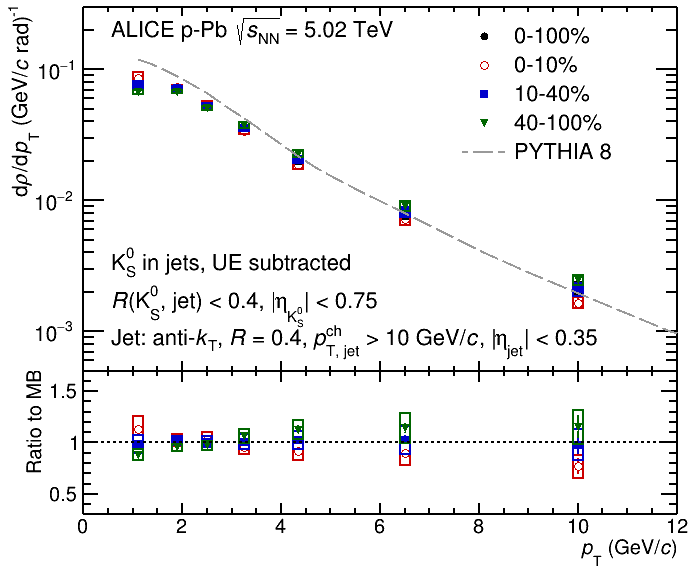 ALICE p-Pb √s_NN = 5.02 TeV
0-100%
0-10%
10-40%
40-100%
PYTHIA 8
dρ/dp_T (GeV/c rad)^-1
10^-1
10^-2
10^-3
K^0_S in jets, UE subtracted
R(K^0_S, jet) < 0.4, |η_K^0_S| < 0.75
Jet: anti-k_T, R = 0.4, p^ch_T, jet > 10 GeV/c, |η_jet| < 0.35
Ratio to MB
1.5
1
0.5
0 2 4 6 8 10 12
p_T (GeV/c)